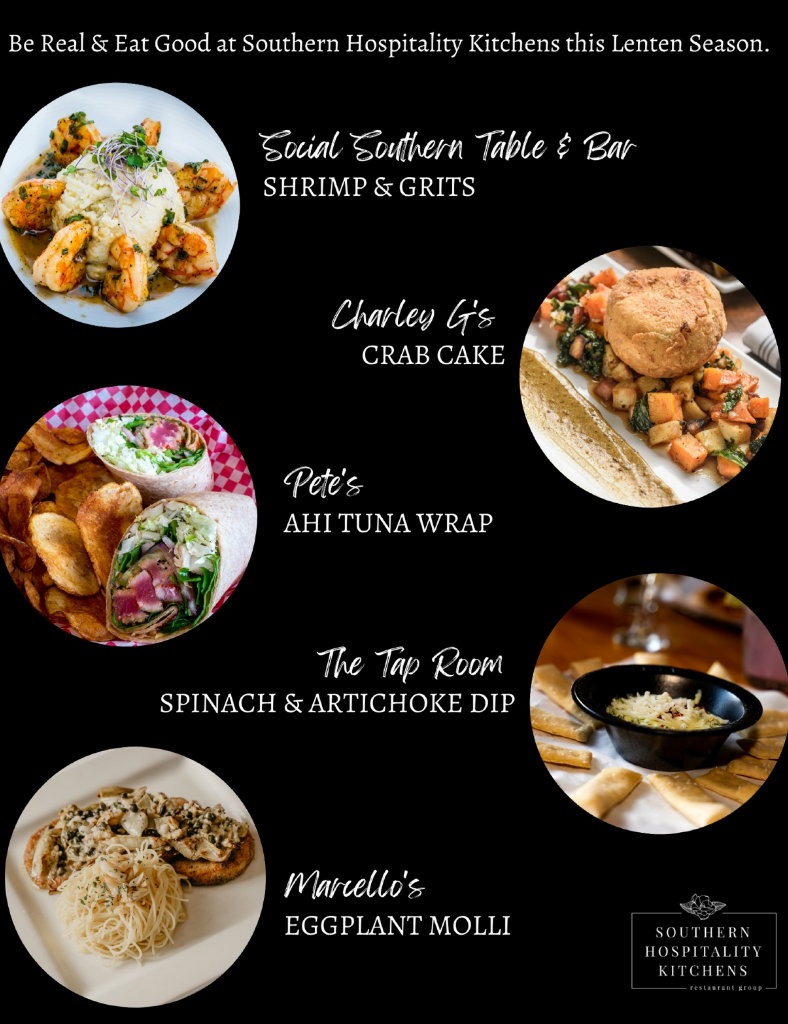 Be Real & Eat Good at Southern Hospitality Kitchens this Lenten Season.
Social Southern Table & Bar
SHRIMP & GRITS
Charley G's
CRAB CAKE
Pete's
AHI TUNA WRAP
The Tap Room
SPINACH & ARTICHOKE DIP
Marcello's
EGGPLANT MOLLI
SOUTHERN
HOSPITALITY
KITCHENS
restaurant group